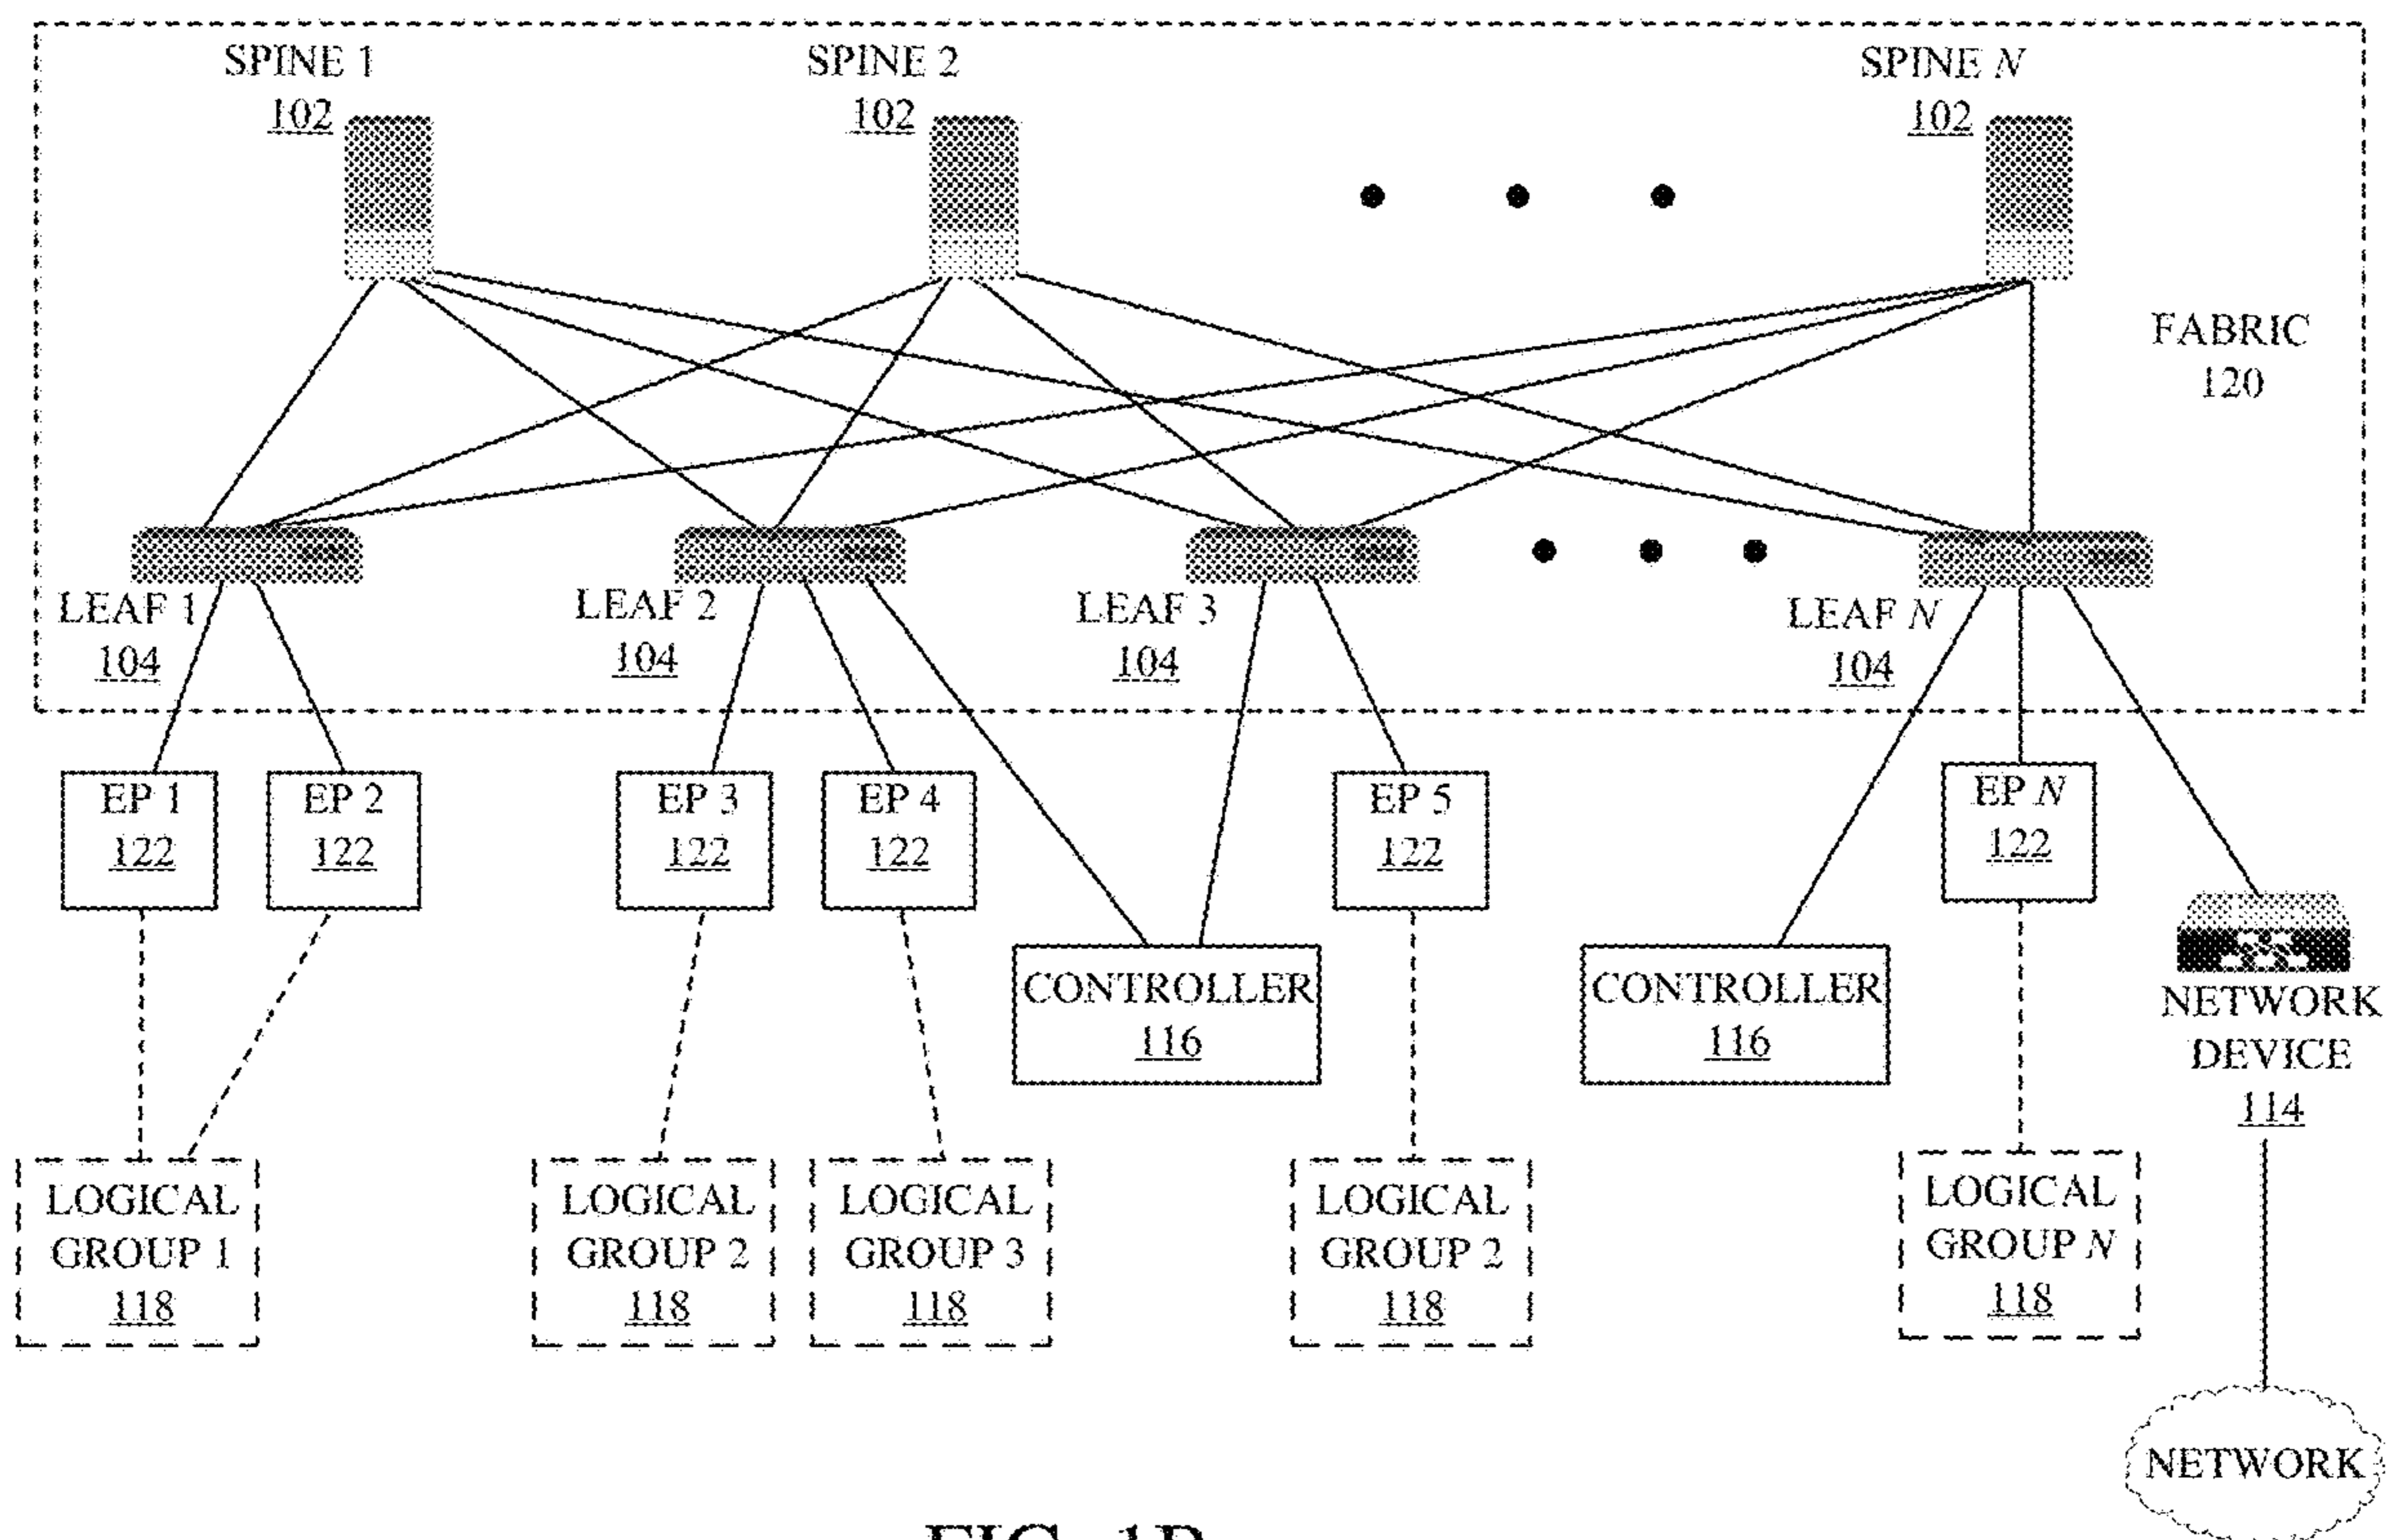 SPINE 1
102
SPINE 2
102
SPINE N
102
FABRIC
120
LEAF 1
104
LEAF 2
104
LEAF 3
104
LEAF N
104
EP 1
122
EP 2
122
EP 3
122
EP 4
122
EP 5
122
EP N
122
CONTROLLER
116
CONTROLLER
116
NETWORK
DEVICE
114
LOGICAL
GROUP 1
118
LOGICAL
GROUP 2
118
LOGICAL
GROUP 3
118
LOGICAL
GROUP 2
118
LOGICAL
GROUP N
118
NETWORK
FIG. 1B